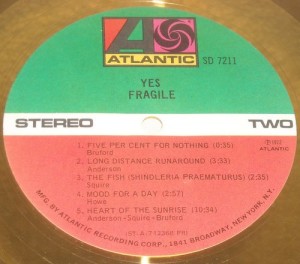 ATLANTIC
SD 7211
YES
FRAGILE
STEREO
TWO
1. FIVE PER CENT FOR NOTHING (0:35)
Bruford
2. LONG DISTANCE RUNAROUND (3:33)
Anderson
3. THE FISH (SHINDLERIA PRAEMATURUS) (2:35)
Squire
4. MOOD FOR A DAY (2:57)
Howe
5. HEART OF THE SUNRISE (10:34)
Anderson-Squire-Bruford
ATLANTIC
MFG. BY ATLANTIC RECORDING CORP., 1841 BROADWAY, NEW YORK, N.Y.